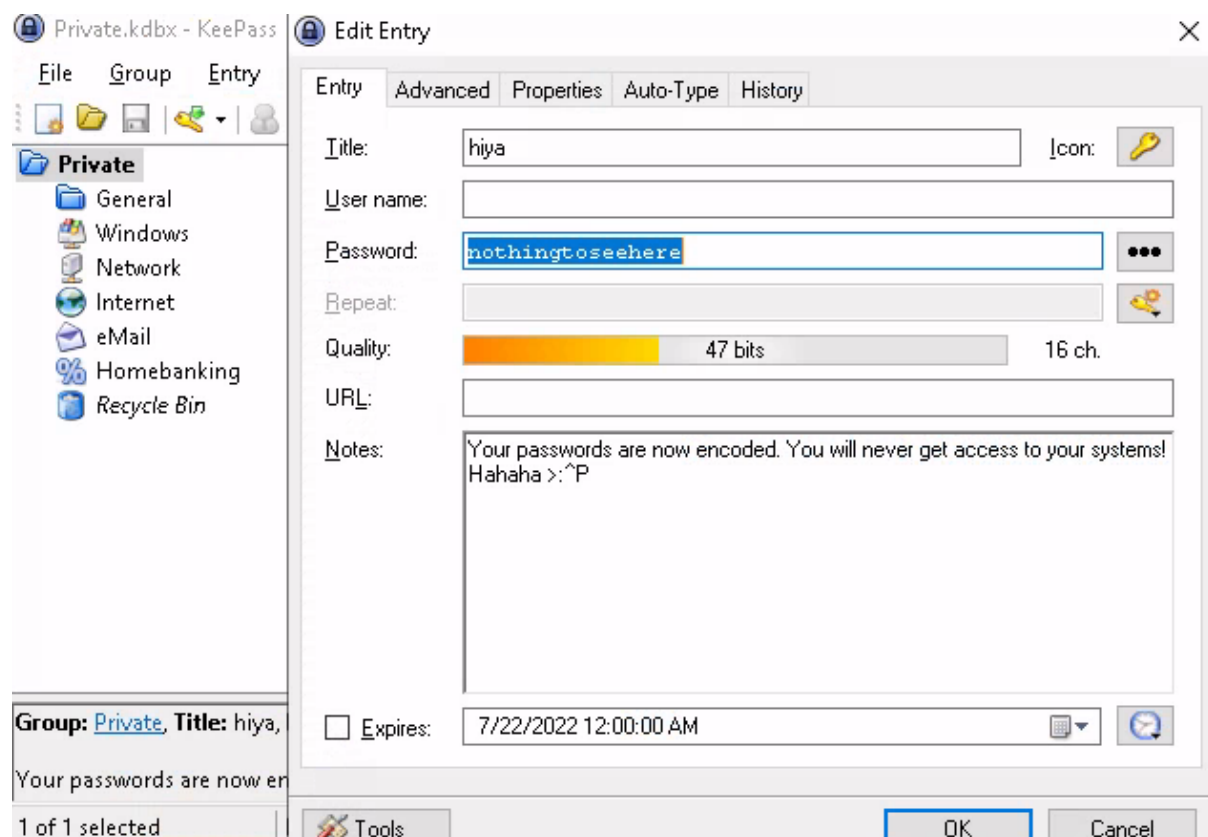 Private.kdbx - KeePass
File Group Entry
Private
General
Windows
Network
Internet
eMail
Homebanking
Recycle Bin
Group: Private, Title: hiya,
Your passwords are now en
1 of 1 selected
Edit Entry
Entry Advanced Properties Auto-Type History
Title: hiya Icon:
User name:
Password: nothingtoseehere
Repeat:
Quality: 47 bits 16 ch.
URL:
Notes: Your passwords are now encoded. You will never get access to your systems!
Hahaha >:^P
Expires: 7/22/2022 12:00:00 AM
Tools OK Cancel